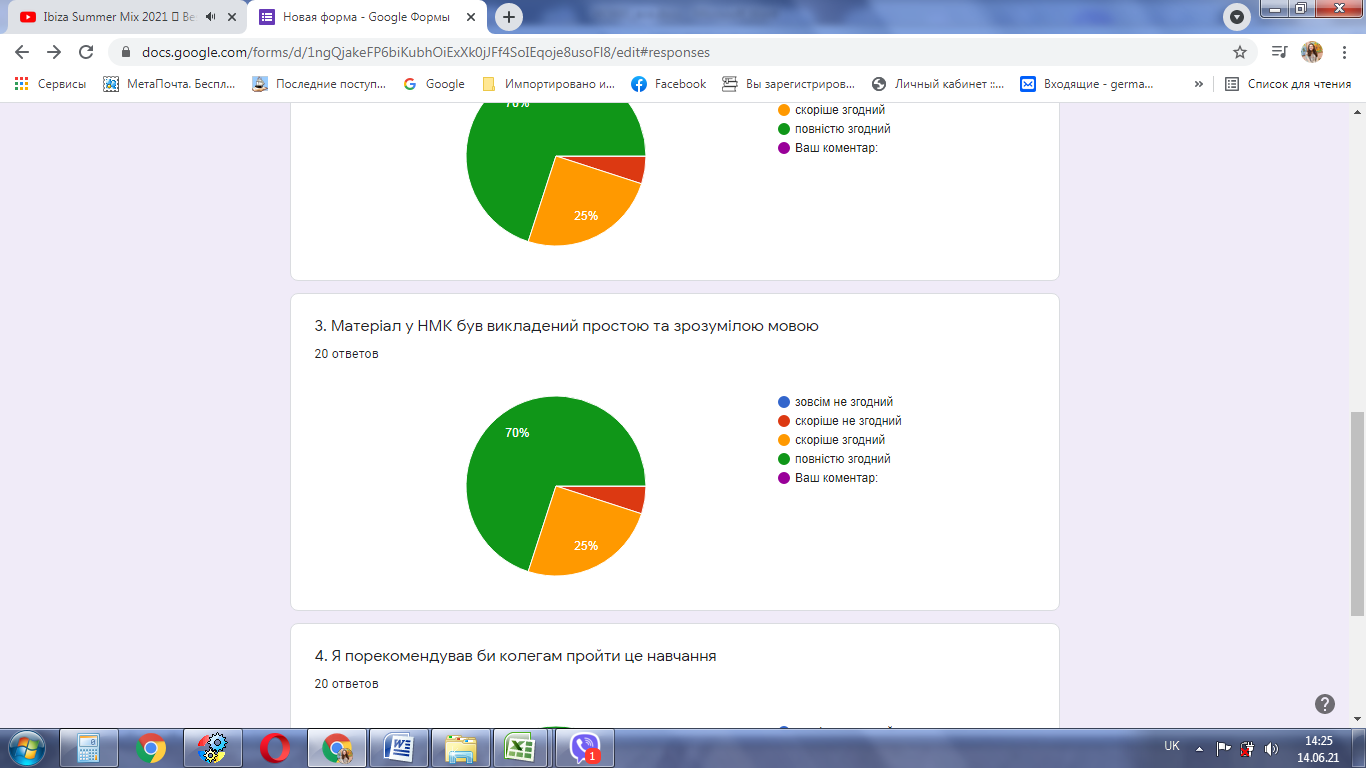 Ibiza Summer Mix 2021
Новая форма - Google Формы
docs.google.com/forms/d/1ngQjakeFP6biKubhOiExXk0jJFf4SoIEqoje8usoFl8/edit#responses
Сервисы
МетаПочта. Беспл...
Последние поступ...
Google
Импортировано и...
Facebook
Вы зарегистриров...
Личный кабинет ::...
Входящие - germa...
»
Список для чтения
70%
25%
скоріше згодний
повністю згодний
Ваш коментар:
3. Матеріал у НМК був викладений простою та зрозумілою мовою
20 ответов
70%
25%
зовсім не згодний
скоріше не згодний
скоріше згодний
повністю згодний
Ваш коментар:
4. Я порекомендував би колегам пройти це навчання
20 ответов
1
UK
14:25
14.06.21